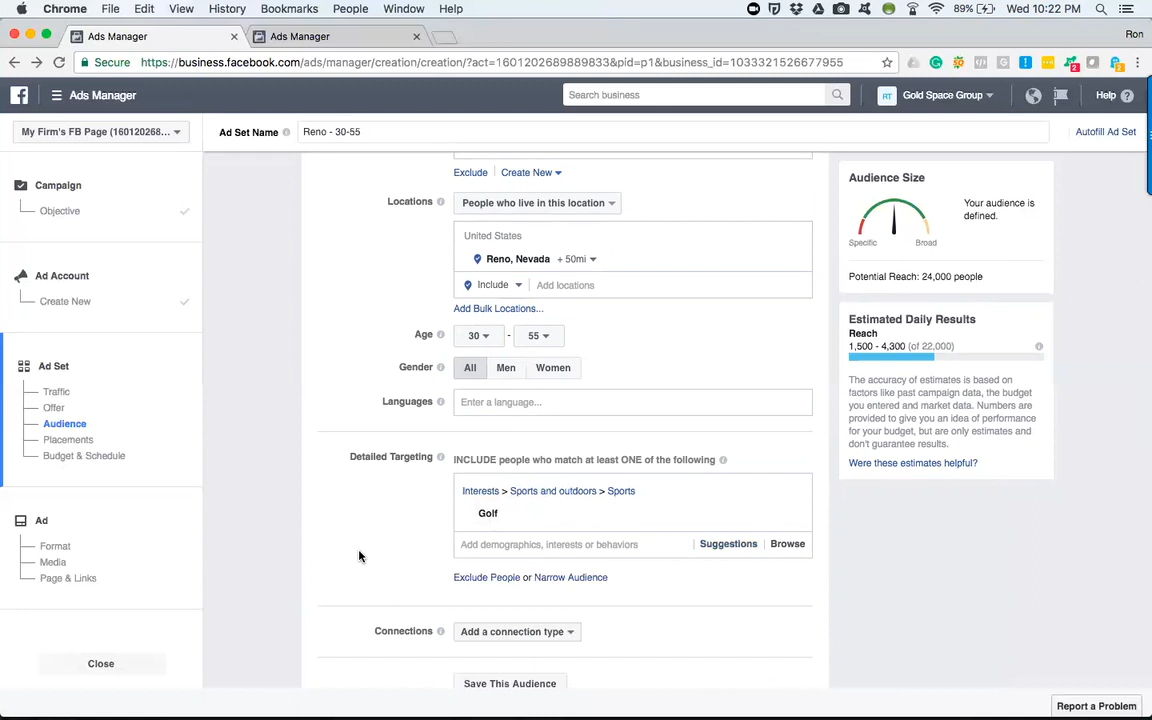 Chrome File Edit View History Bookmarks People Window Help 89% Wed 10:22 PM
Ads Manager Ads Manager Ron
Secure https://business.facebook.com/ads/manager/creation/creation/?act=1601202689889833&pid=p1&business_id=1033321526677955
Ads Manager Search business RT Gold Space Group Help
My Firm's FB Page (160120268... Ad Set Name Reno - 30-55 Autofill Ad Set
Campaign
Objective
Ad Account
Create New
Ad Set
Traffic
Offer
Audience
Placements
Budget & Schedule
Ad
Format
Media
Page & Links
Close
Exclude Create New
Locations People who live in this location
United States
Reno, Nevada + 50mi
Include Add locations
Add Bulk Locations...
Age 30 - 55
Gender All Men Women
Languages Enter a language...
Detailed Targeting INCLUDE people who match at least ONE of the following
Interests > Sports and outdoors > Sports
Golf
Add demographics, interests or behaviors Suggestions Browse
Exclude People or Narrow Audience
Connections Add a connection type
Save This Audience
Audience Size
Your audience is
defined.
Specific Broad
Potential Reach: 24,000 people
Estimated Daily Results
Reach
1,500 - 4,300 (of 22,000)
The accuracy of estimates is based on
factors like past campaign data, the budget
you entered and market data. Numbers are
provided to give you an idea of performance
for your budget, but are only estimates and
don't guarantee results.
Were these estimates helpful?
Report a Problem